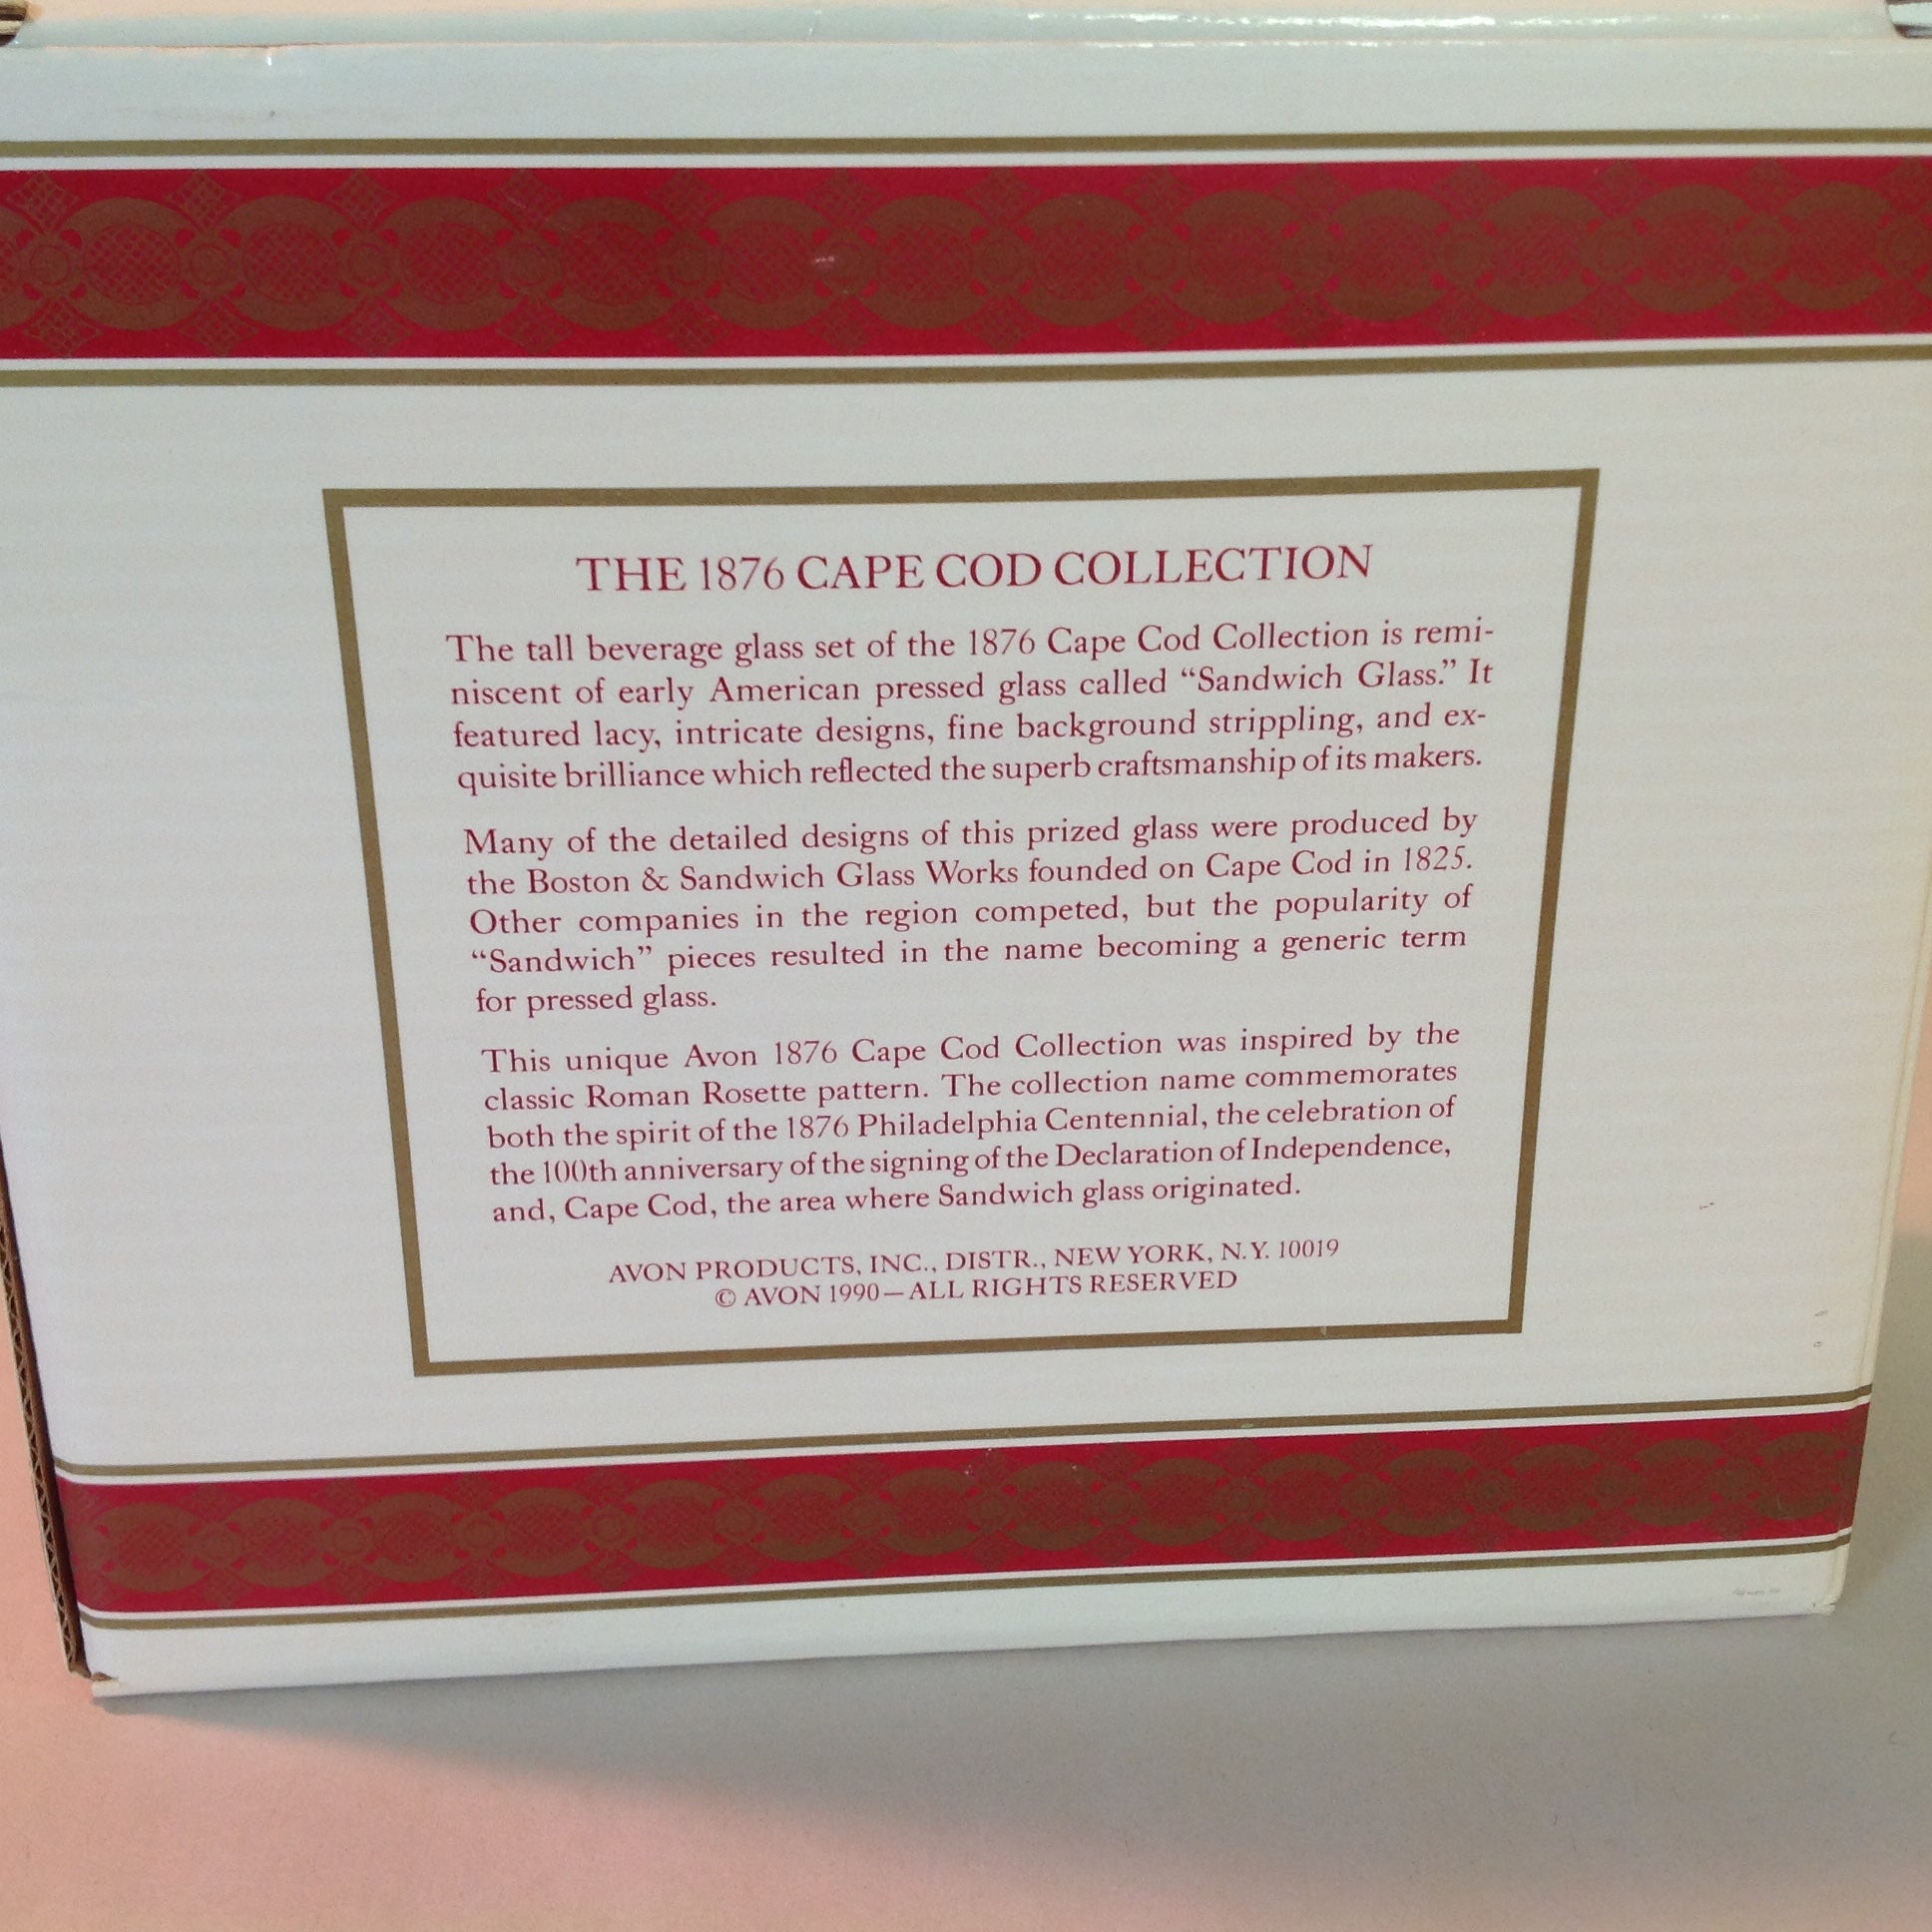 THE 1876 CAPE COD COLLECTION
The tall beverage glass set of the 1876 Cape Cod Collection is remi-
niscent of early American pressed glass called “Sandwich Glass.” It
featured lacy, intricate designs, fine background strippling, and ex-
quisite brilliance which reflected the superb craftsmanship of its makers.
Many of the detailed designs of this prized glass were produced by
the Boston & Sandwich Glass Works founded on Cape Cod in 1825.
Other companies in the region competed, but the popularity of
“Sandwich” pieces resulted in the name becoming a generic term
for pressed glass.
This unique Avon 1876 Cape Cod Collection was inspired by the
classic Roman Rosette pattern. The collection name commemorates
both the spirit of the 1876 Philadelphia Centennial, the celebration of
the 100th anniversary of the signing of the Declaration of Independence,
and, Cape Cod, the area where Sandwich glass originated.
AVON PRODUCTS, INC., DISTR., NEW YORK, N.Y. 10019
© AVON 1990—ALL RIGHTS RESERVED